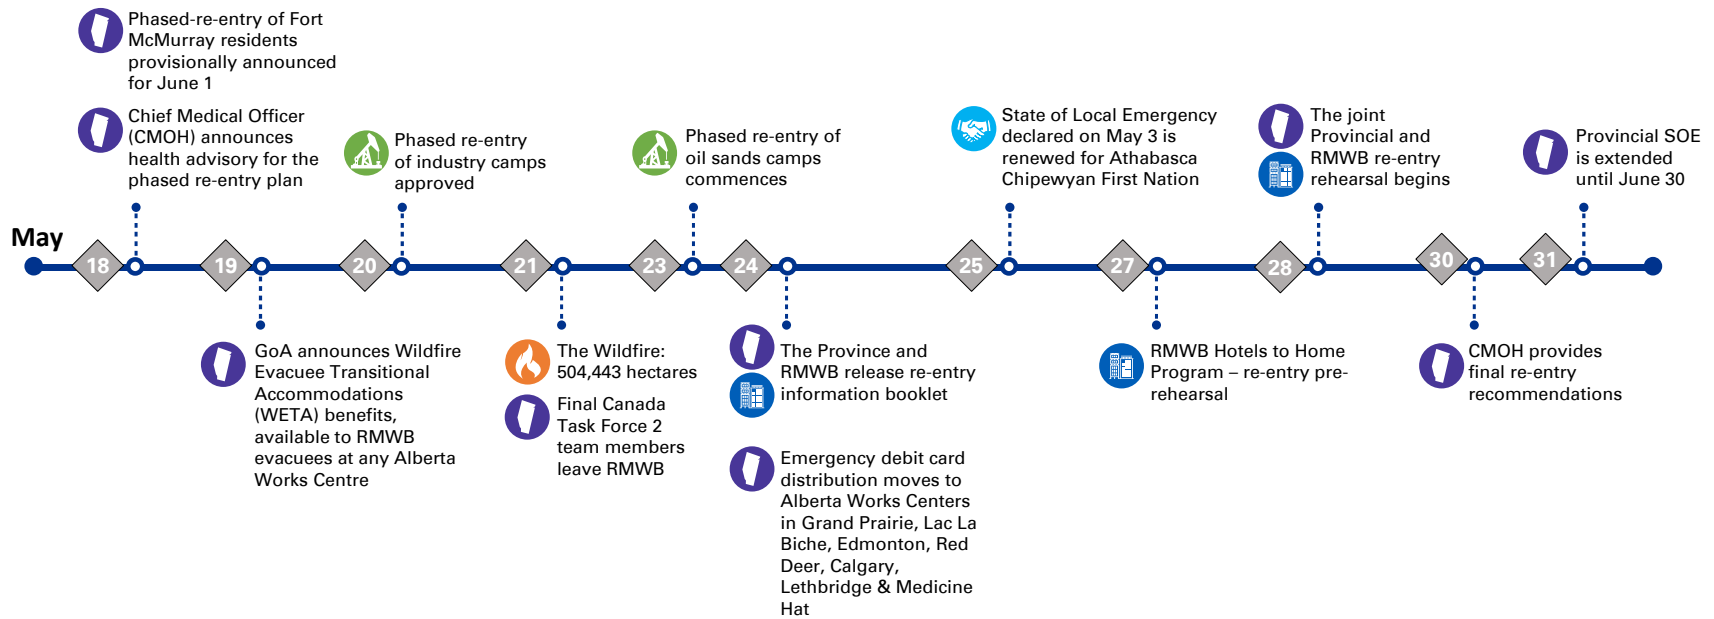 Phased-re-entry of Fort
McMurray residents
provisionally announced
for June 1
Chief Medical Officer
(CMOH) announces
health advisory for the
phased re-entry plan
Phased re-entry
of industry camps
approved
Phased re-entry of
oil sands camps
commences
State of Local Emergency
declared on May 3 is
renewed for Athabasca
Chipewyan First Nation
The joint
Provincial and
RMWB re-entry
rehearsal begins
Provincial SOE
is extended
until June 30
May
18
19
20
21
23
24
25
27
28
30
31
GoA announces Wildfire
Evacuee Transitional
Accommodations
(WETA) benefits,
available to RMWB
evacuees at any Alberta
Works Centre
The Wildfire:
504,443 hectares
Final Canada
Task Force 2
team members
leave RMWB
The Province and
RMWB release re-entry
information booklet
Emergency debit card
distribution moves to
Alberta Works Centers
in Grand Prairie, Lac La
Biche, Edmonton, Red
Deer, Calgary,
Lethbridge & Medicine
Hat
RMWB Hotels to Home
Program – re-entry pre-
rehearsal
CMOH provides
final re-entry
recommendations